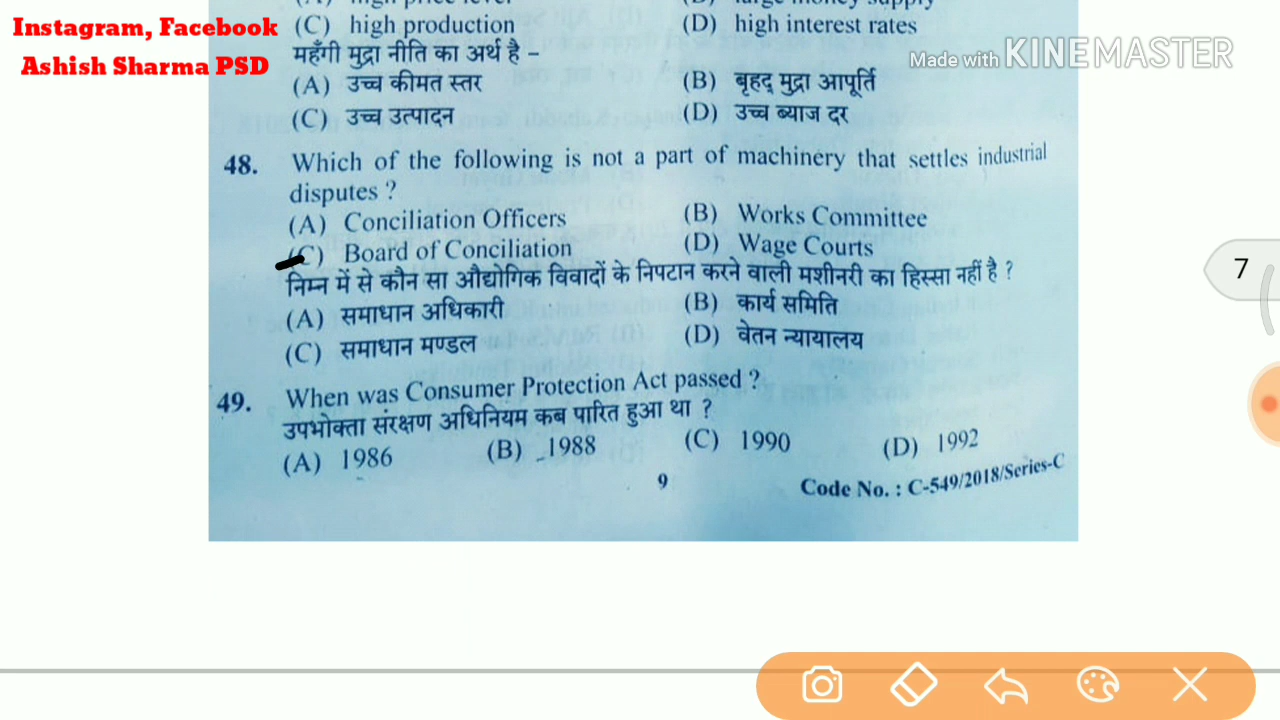 Instagram, Facebook
Ashish Sharma PSD
Made with KINEMASTER
(C) high production
(D) high interest rates
महँगी मुद्रा नीति का अर्थ है –
(A) उच्च कीमत स्तर
(B) बृहद् मुद्रा आपूर्ति
(C) उच्च उत्पादन
(D) उच्च ब्याज दर
48. Which of the following is not a part of machinery that settles industrial
disputes ?
(A) Conciliation Officers
(B) Works Committee
(C) Board of Conciliation
(D) Wage Courts
निम्न में से कौन सा औद्योगिक विवादों के निपटान करने वाली मशीनरी का हिस्सा नहीं है ?
(A) समाधान अधिकारी
(B) कार्य समिति
(C) समाधान मण्डल
(D) वेतन न्यायालय
49. When was Consumer Protection Act passed ?
उपभोक्ता संरक्षण अधिनियम कब पारित हुआ था ?
(A) 1986 (B) 1988 (C) 1990 (D) 1992
9
Code No. : C-549/2018/Series-C
7